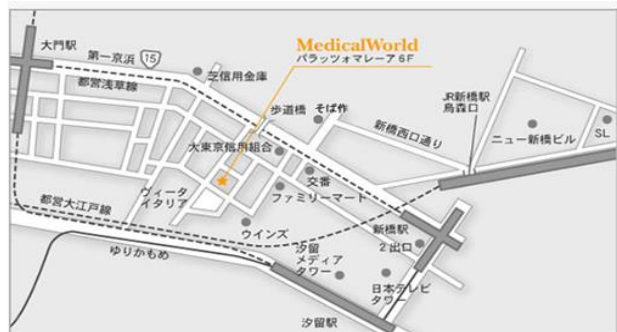 MedicalWorld
パラッツォマレーア6F
大門駅
第一京浜
15
芝信用金庫
都営浅草線
歩道橋
そば作
JR新橋駅
烏森口
新橋西口通り
ニュー新橋ビル
SL
大東京信用組合
交番
ヴィータ
イタリア
ファミリーマート
都営大江戸線
ウインズ
新橋駅
2出口
ゆりかもめ
汐留
メディア
タワー
日本テレビ
タワー
汐留駅